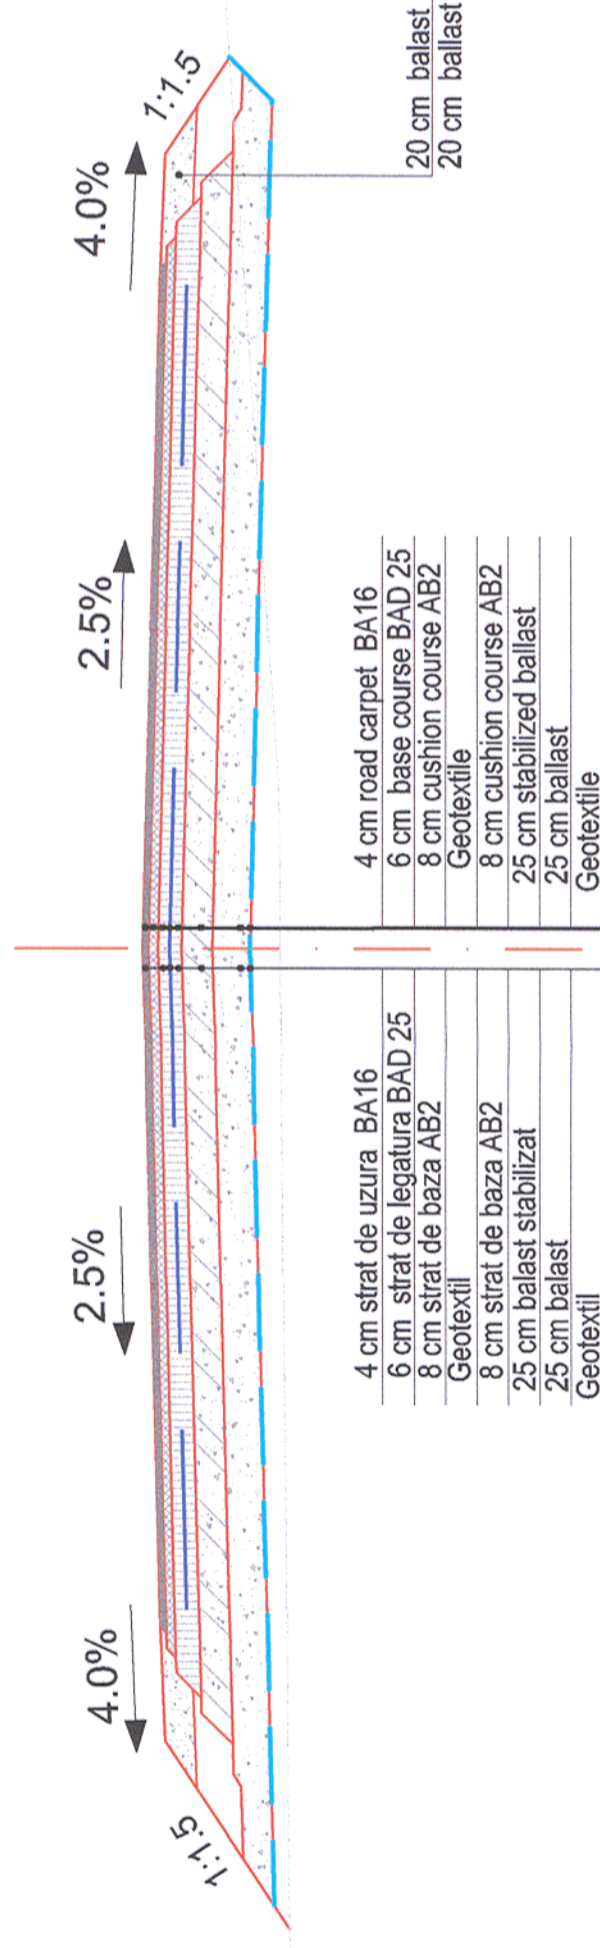 1:1.5
4.0%
2.5%
2.5%
4.0%
1:1.5
4 cm strat de uzura BA16
6 cm strat de legatura BAD 25
8 cm strat de baza AB2
Geotextil
8 cm strat de baza AB2
25 cm balast stabilizat
25 cm balast
Geotextil
4 cm road carpet BA16
6 cm base course BAD 25
8 cm cushion course AB2
Geotextile
8 cm cushion course AB2
25 cm stabilized ballast
25 cm ballast
Geotextile
20 cm balast
20 cm ballast